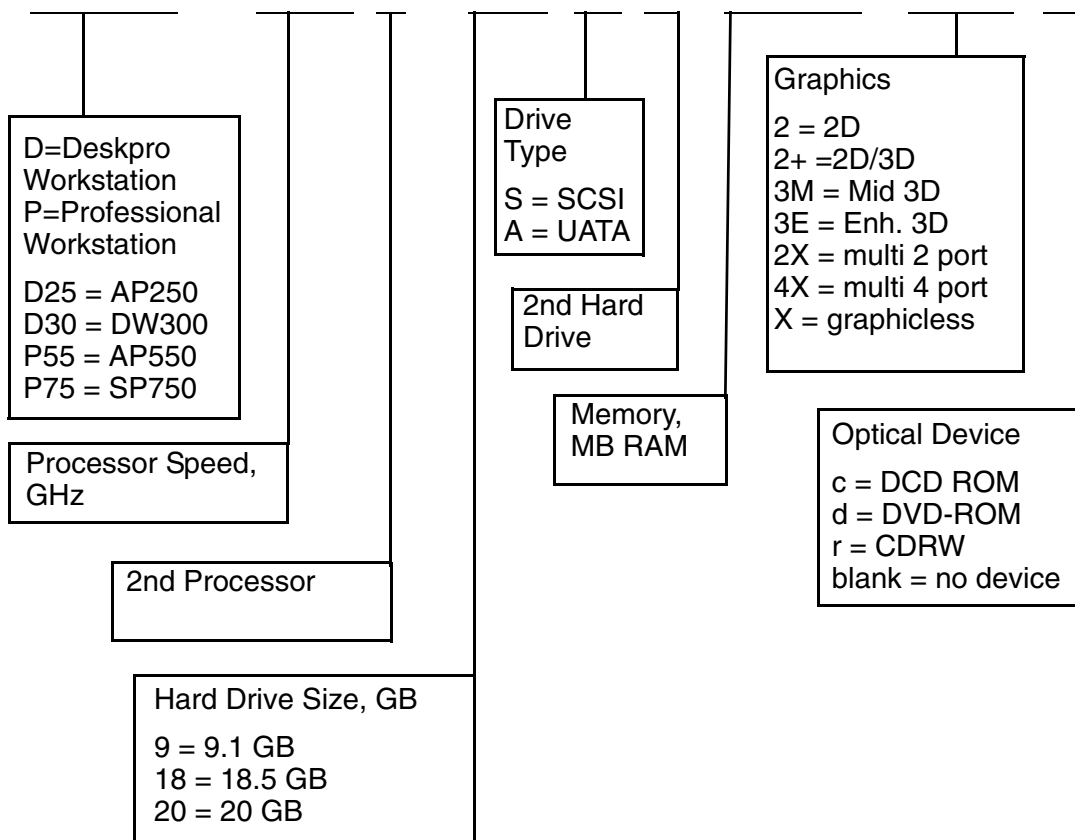 D=Deskpro
Workstation
P=Professional
Workstation
D25 = AP250
D30 = DW300
P55 = AP550
P75 = SP750
Processor Speed,
GHz
2nd Processor
Hard Drive Size, GB
9 = 9.1 GB
18 = 18.5 GB
20 = 20 GB
Drive
Type
S = SCSI
A = UATA
2nd Hard
Drive
Memory,
MB RAM
Graphics
2 = 2D
2+ =2D/3D
3M = Mid 3D
3E = Enh. 3D
2X = multi 2 port
4X = multi 4 port
X = graphicless
Optical Device
c = DCD ROM
d = DVD-ROM
r = CDRW
blank = no device